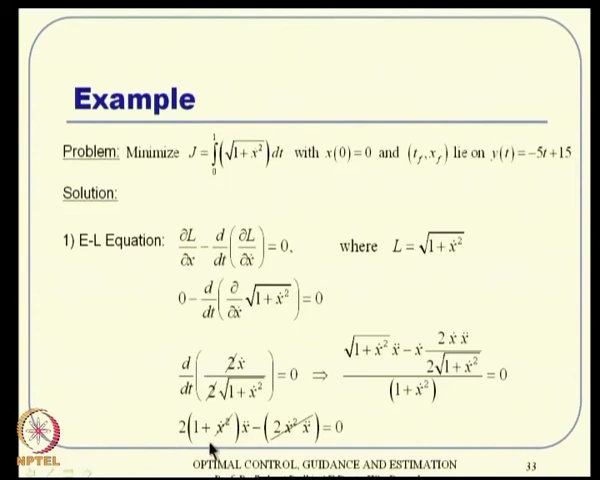 Example
Problem: Minimize J = ∫₀¹ (√(1+ẋ²)) dt with x(0) = 0 and (t_f, x_f) lie on y(t) = −5t + 15
Solution:
1) E-L Equation: ∂L/∂x − d/dt (∂L/∂ẋ) = 0, where L = √(1+ẋ²)
0 − d/dt (∂/∂ẋ √(1+ẋ²)) = 0
d/dt (2ẋ / 2√(1+ẋ²)) = 0 ⇒ (√(1+ẋ²) ẍ − ẋ (2ẋẍ / 2√(1+ẋ²))) / (1+ẋ²) = 0
2(1+ẋ²)ẍ − (2ẋ²ẍ) = 0
NPTEL
OPTIMAL CONTROL, GUIDANCE AND ESTIMATION 33